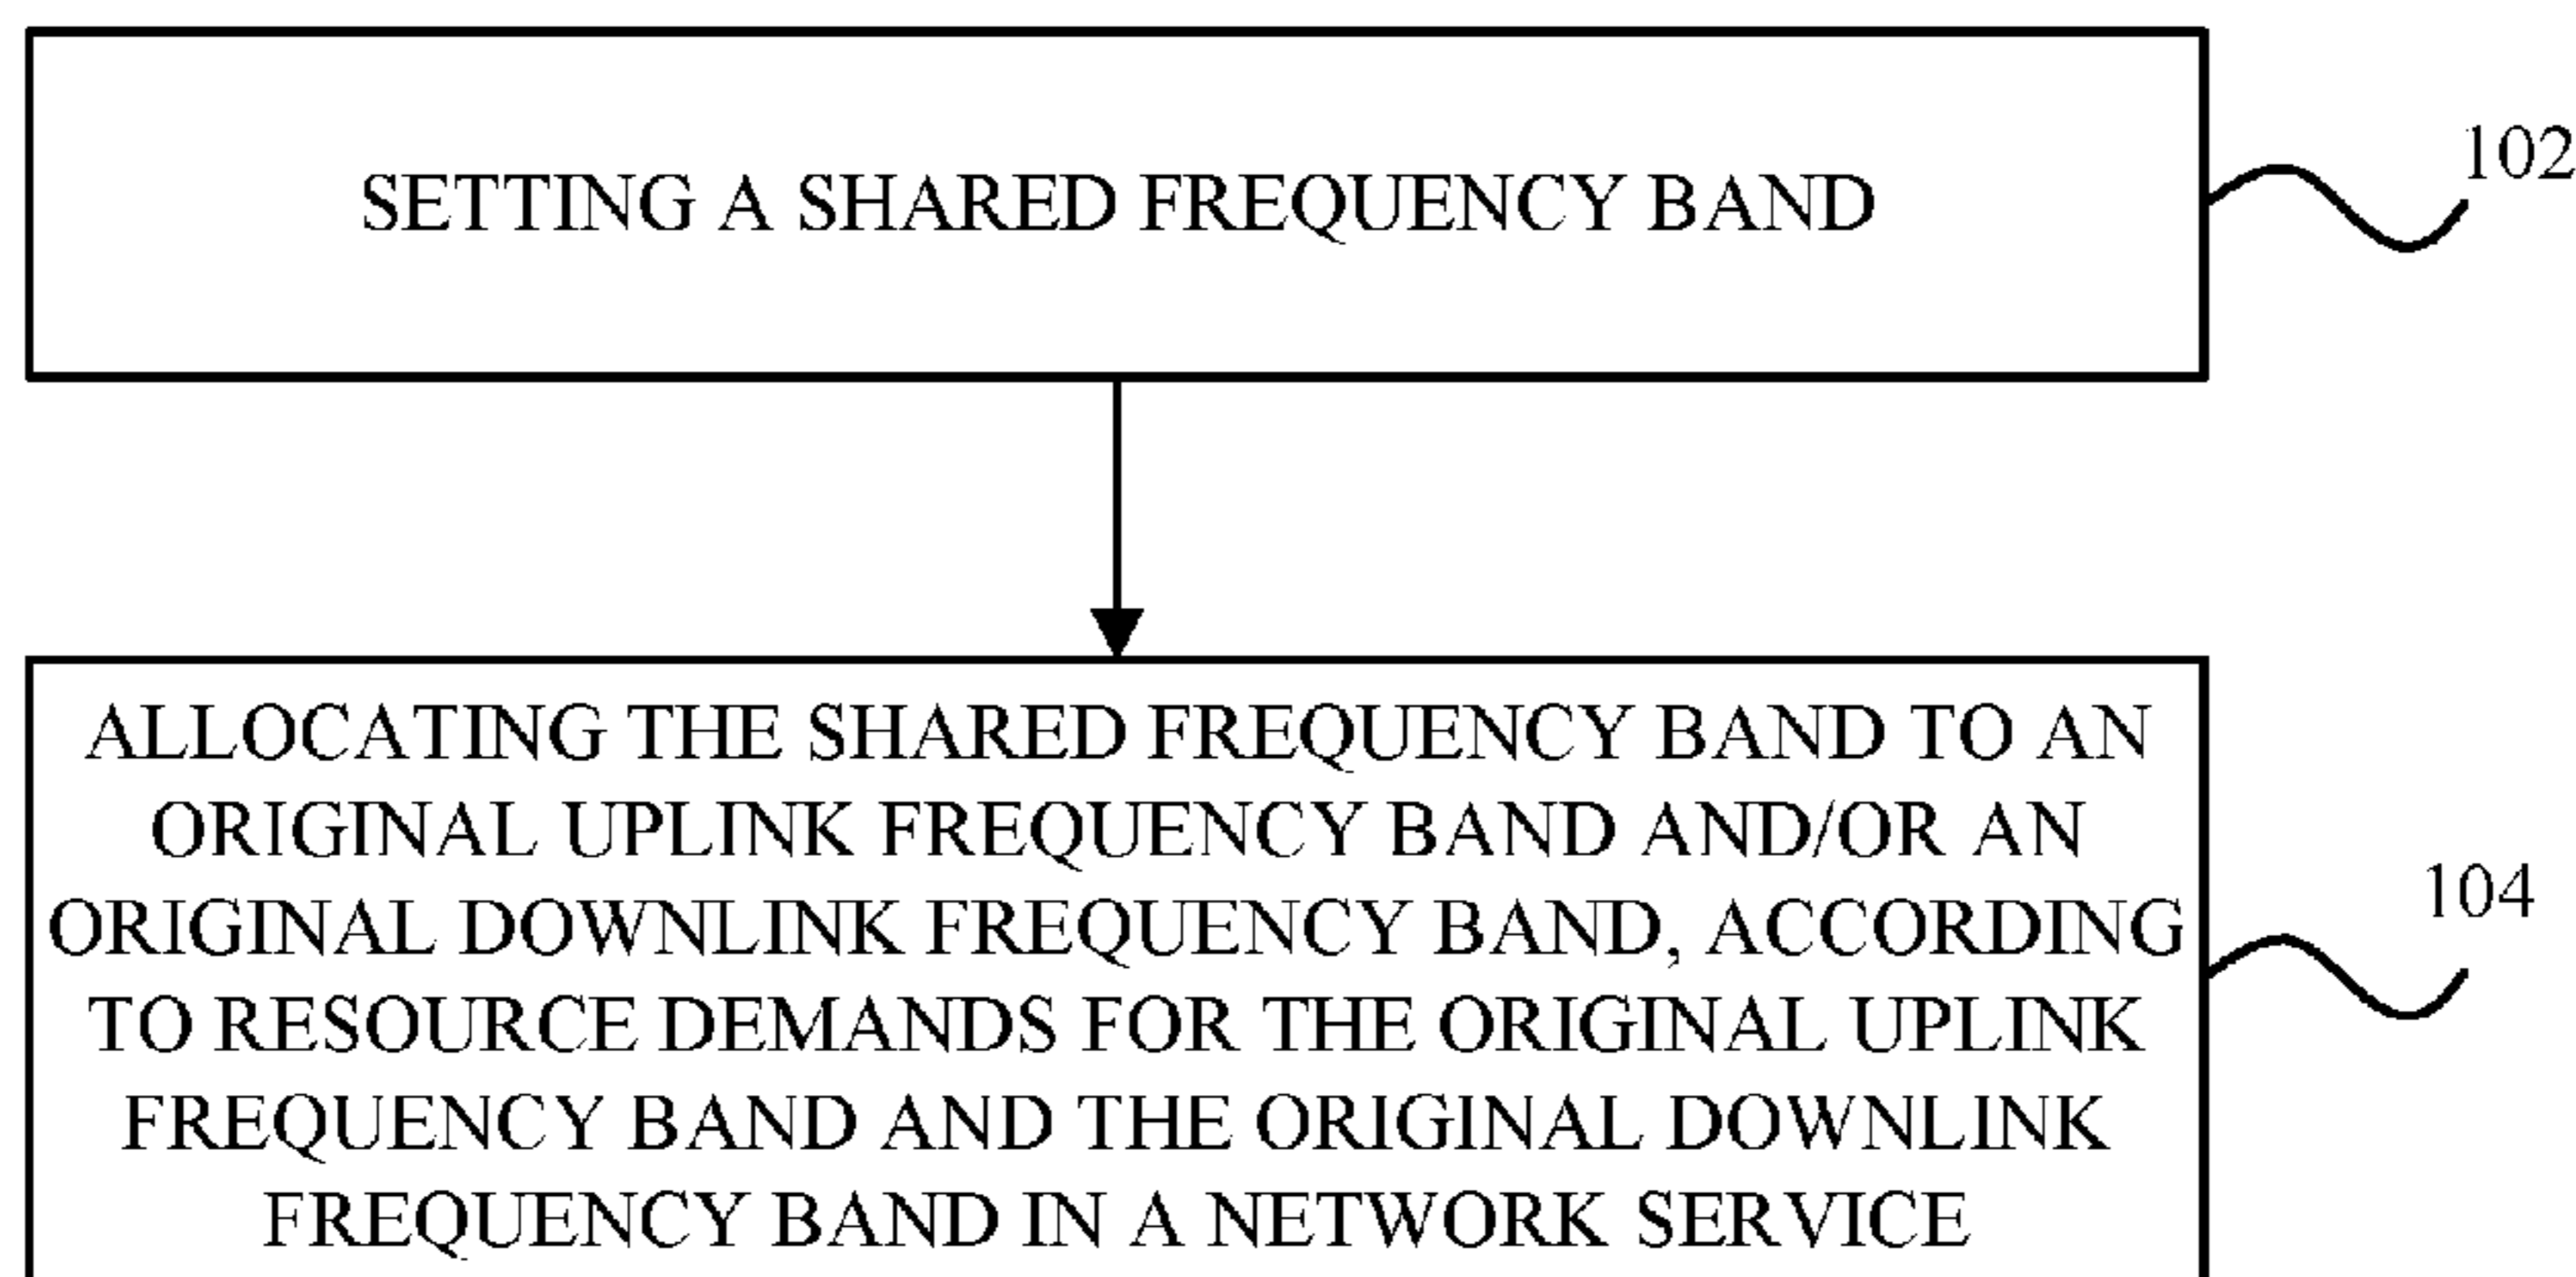 SETTING A SHARED FREQUENCY BAND
102
ALLOCATING THE SHARED FREQUENCY BAND TO AN
ORIGINAL UPLINK FREQUENCY BAND AND/OR AN
ORIGINAL DOWNLINK FREQUENCY BAND, ACCORDING
TO RESOURCE DEMANDS FOR THE ORIGINAL UPLINK
FREQUENCY BAND AND THE ORIGINAL DOWNLINK
FREQUENCY BAND IN A NETWORK SERVICE
104